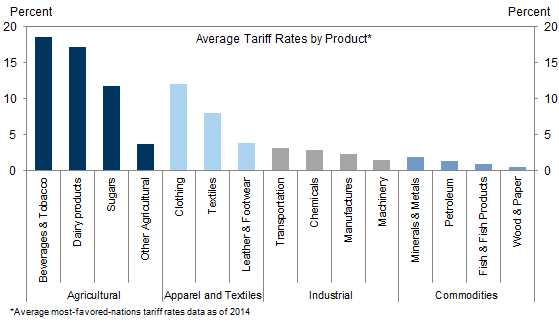 Percent
Percent
Average Tariff Rates by Product*
20
15
10
5
0
20
15
10
5
0
Beverages & Tobacco
Dairy products
Sugars
Other Agricultural
Clothing
Textiles
Leather & Footwear
Transportation
Chemicals
Manufactures
Machinery
Minerals & Metals
Petroleum
Fish & Fish Products
Wood & Paper
Agricultural
Apparel and Textiles
Industrial
Commodities
*Average most-favored-nations tariff rates data as of 2014